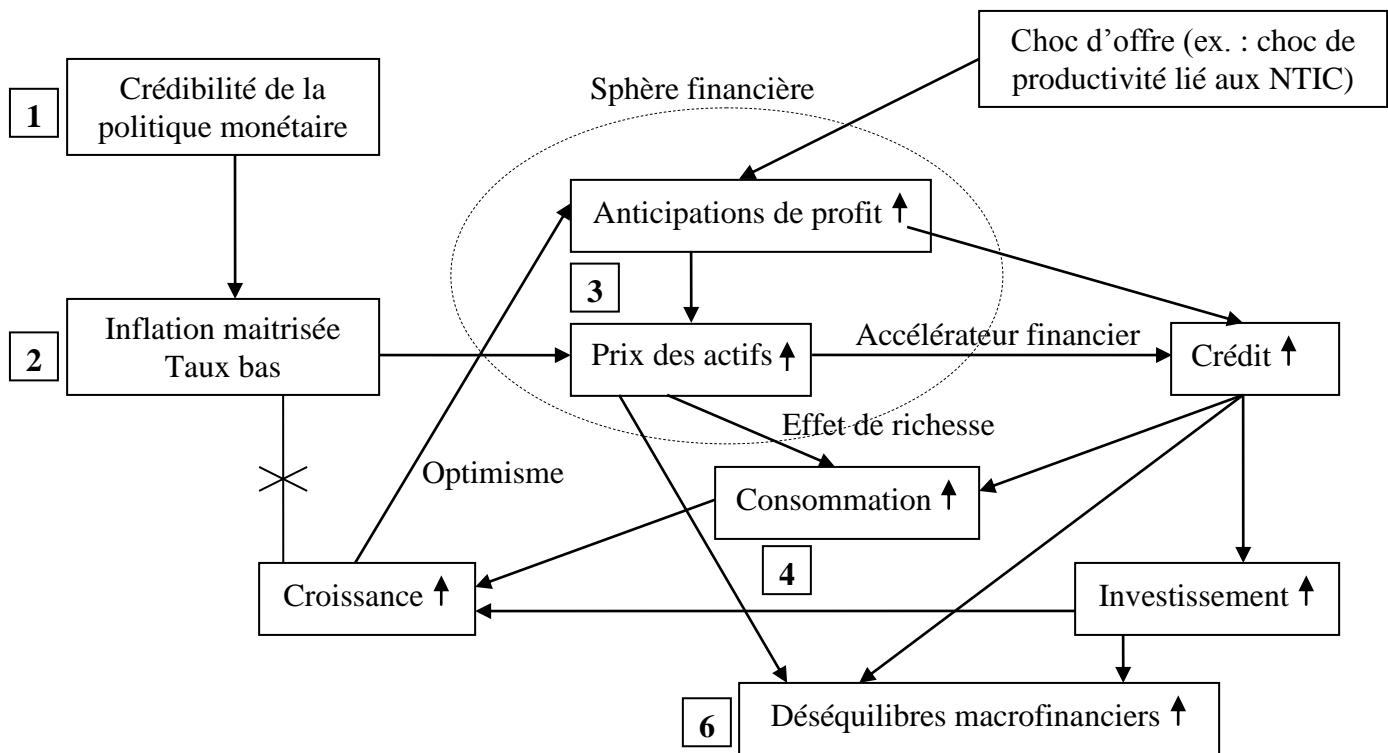 Choc d’offre (ex. : choc de
productivité lié aux NTIC)
Sphère financière
1
Crédibilité de la
politique monétaire
Anticipations de profit
3
2
Inflation maitrisée
Taux bas
Prix des actifs
Accélérateur financier
Crédit
Effet de richesse
Optimisme
Consommation
4
Croissance
Investissement
6
Déséquilibres macrofinanciers